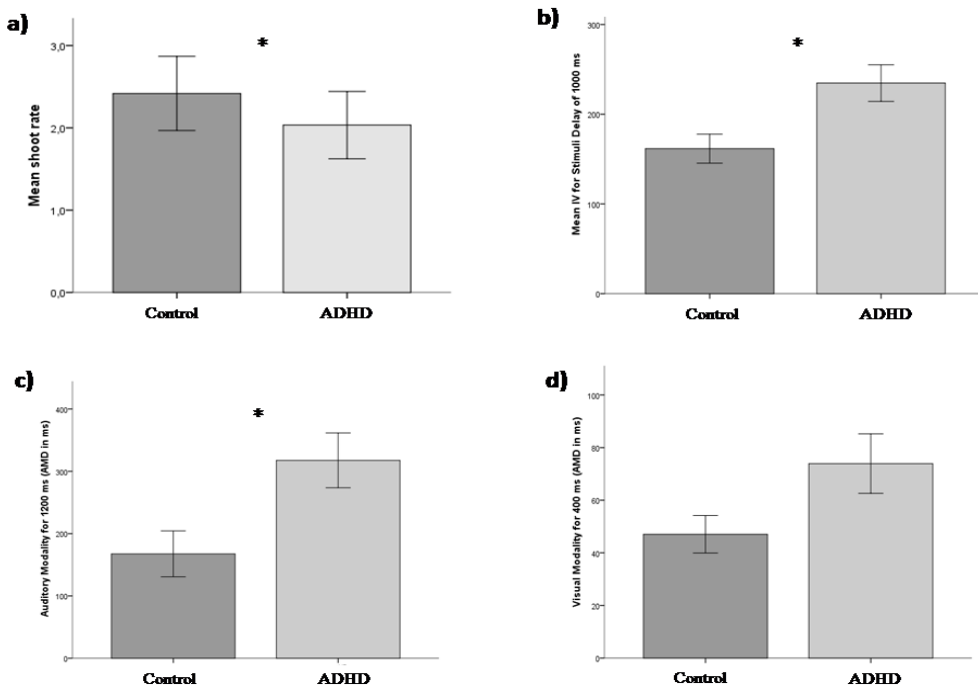 a)
*
Mean shoot rate
3,0
2,0
1,0
0,0
Control
ADHD
b)
*
Mean IV for Stimuli Delay of 1000 ms
300
200
100
0
Control
ADHD
c)
*
Auditory Modality for 1200 ms (AMD in ms)
400
300
200
100
0
Control
ADHD
d)
Visual Modality for 400 ms (AMD in ms)
100
80
60
40
20
0
Control
ADHD